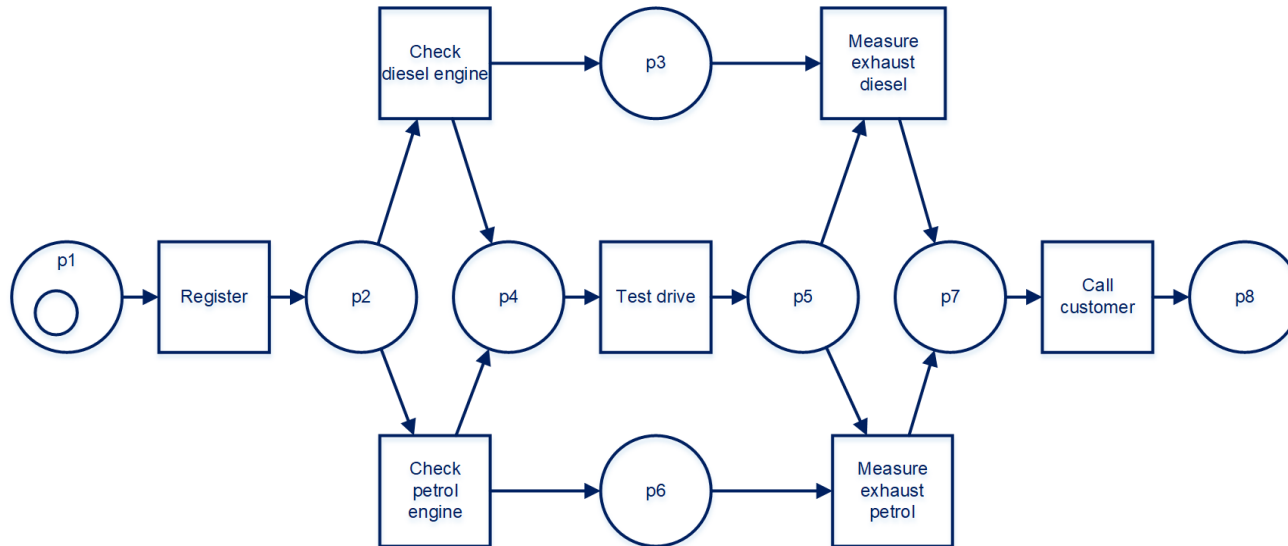 Check
diesel engine
p3
Measure
exhaust
diesel
p1
Register
p2
p4
Test drive
p5
p7
Call
customer
p8
Check
petrol
engine
p6
Measure
exhaust
petrol